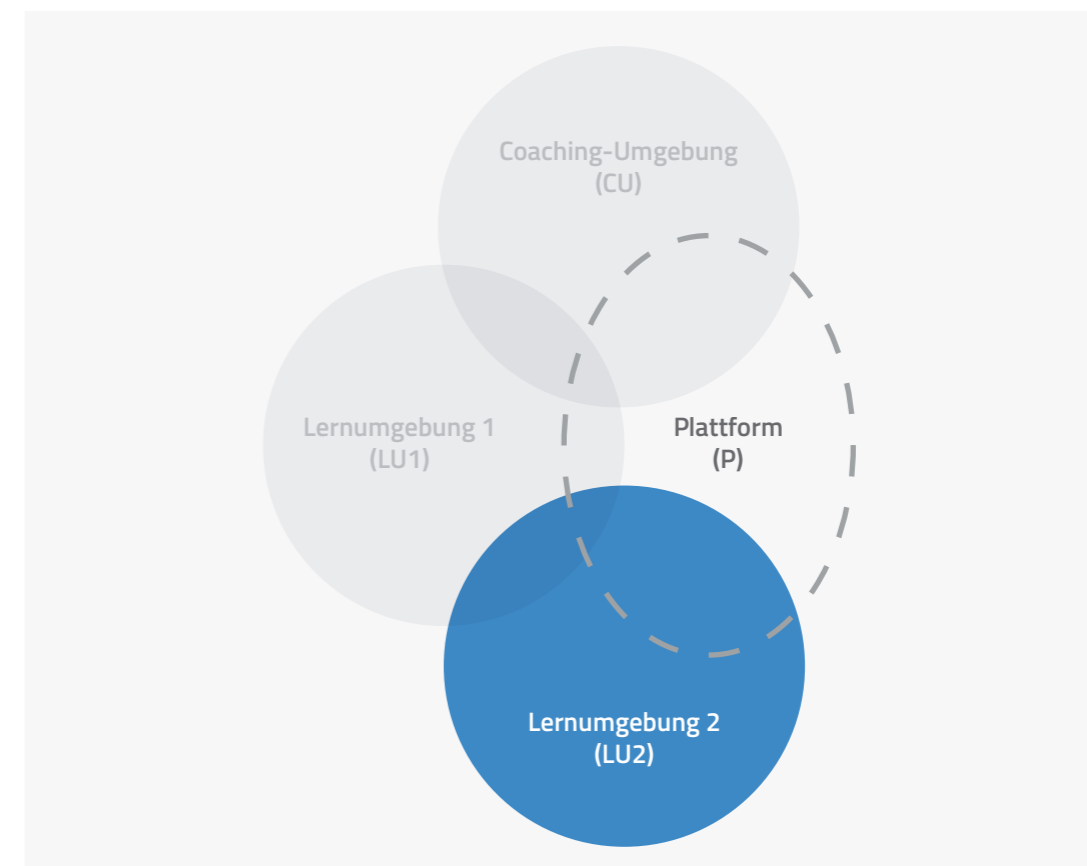 Coaching-Umgebung
(CU)
Lernumgebung 1
(LU1)
Plattform
(P)
Lernumgebung 2
(LU2)